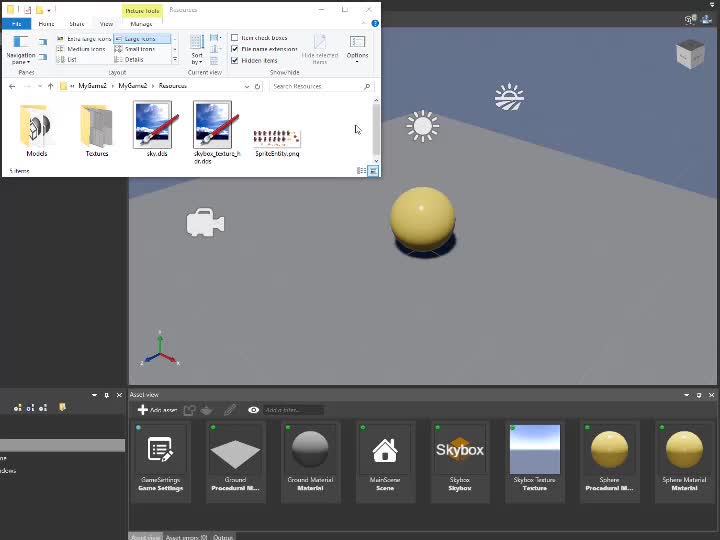 Picture Tools
Resources
File
Home
Share
View
Manage
Navigation pane
Extra large icons
Large icons
Medium icons
Small icons
List
Details
Sort by
Item check boxes
File name extensions
Hidden items
Hide selected items
Options
Panes
Layout
Current view
Show/hide
MyGame2
MyGame2
Resources
Search Resources
Models
Textures
sky.dds
skybox_texture_h
dr.dds
SpriteEntity.png
5 items
Asset view
Add asset
Add a filter...
Skybox
GameSettings
Game Settings
Ground
Procedural M...
Ground Material
Material
MainScene
Scene
Skybox
Skybox
Skybox Texture
Texture
Sphere
Procedural M...
Sphere Material
Material
Asset view
Asset errors (0)
Output